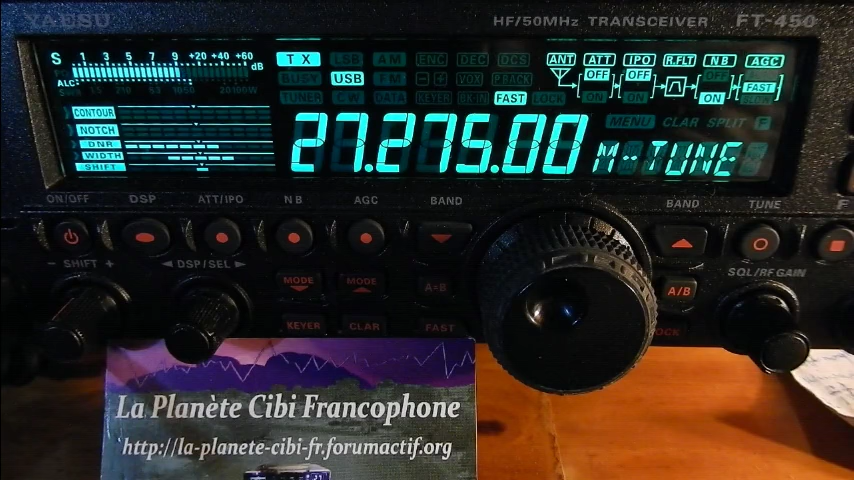 YAESU HF/50MHz TRANSCEIVER FT-450
S 1 3 5 7 9 +20 +40 +60 dB
TX LSB AM ENC DEC DCS ANT ATT IPO R.FLT NB AGC
BUSY USB FM VOX P.RACK OFF OFF OFF
ALC FAST
TUNER CW DATA KEYER BK-IN FAST LOCK ON ON ON
CONTOUR
NOTCH
DNR
WIDTH
SHIFT
MENU CLAR SPLIT F
27.275.00 M-TUNE
ON/OFF DSP ATT/IPO NB AGC BAND BAND TUNE F
- SHIFT + DSP/SEL MODE MODE A=B A/B SQL/RF GAIN
KEYER CLAR FAST
La Planète Cibi Francophone
http://la-planete-cibi-fr.forumactif.org